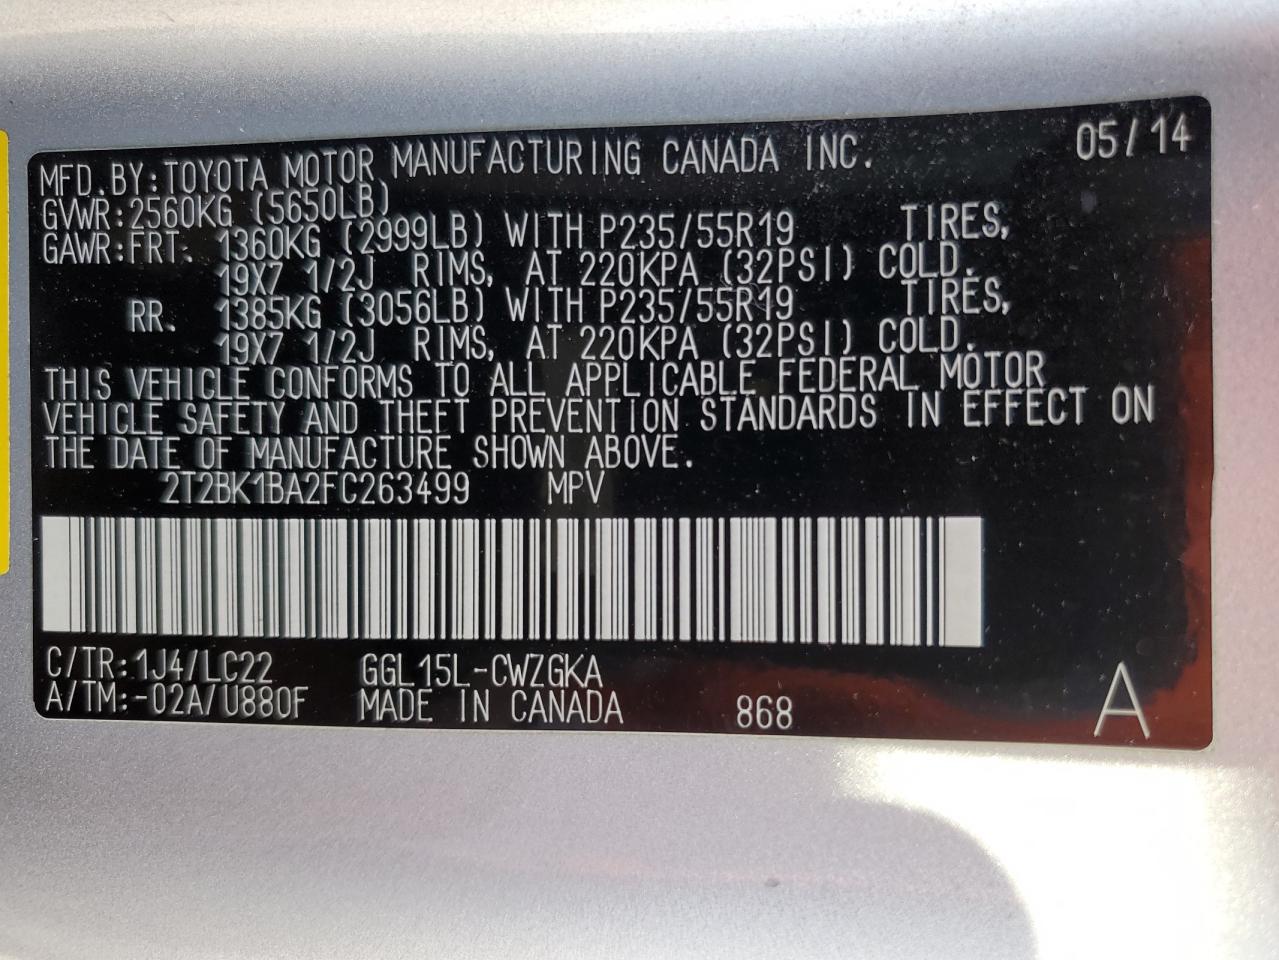 05/14
MFD.BY:TOYOTA MOTOR MANUFACTURING CANADA INC.
GVWR:2560KG (5650LB)
GAWR:FRT: 1360KG (2999LB) WITH P235/55R19 TIRES,
19X7 1/2J RIMS, AT 220KPA (32PSI) COLD.
RR. 1385KG (3056LB) WITH P235/55R19 TIRES,
19X7 1/2J RIMS, AT 220KPA (32PSI) COLD.
THIS VEHICLE CONFORMS TO ALL APPLICABLE FEDERAL MOTOR
VEHICLE SAFETY AND THEFT PREVENTION STANDARDS IN EFFECT ON
THE DATE OF MANUFACTURE SHOWN ABOVE.
2T2BK1BA2FC263499 MPV
C/TR:1J4/LC22 GGL15L-CWZGKA
A/TM:-02A/U880F MADE IN CANADA 868
A